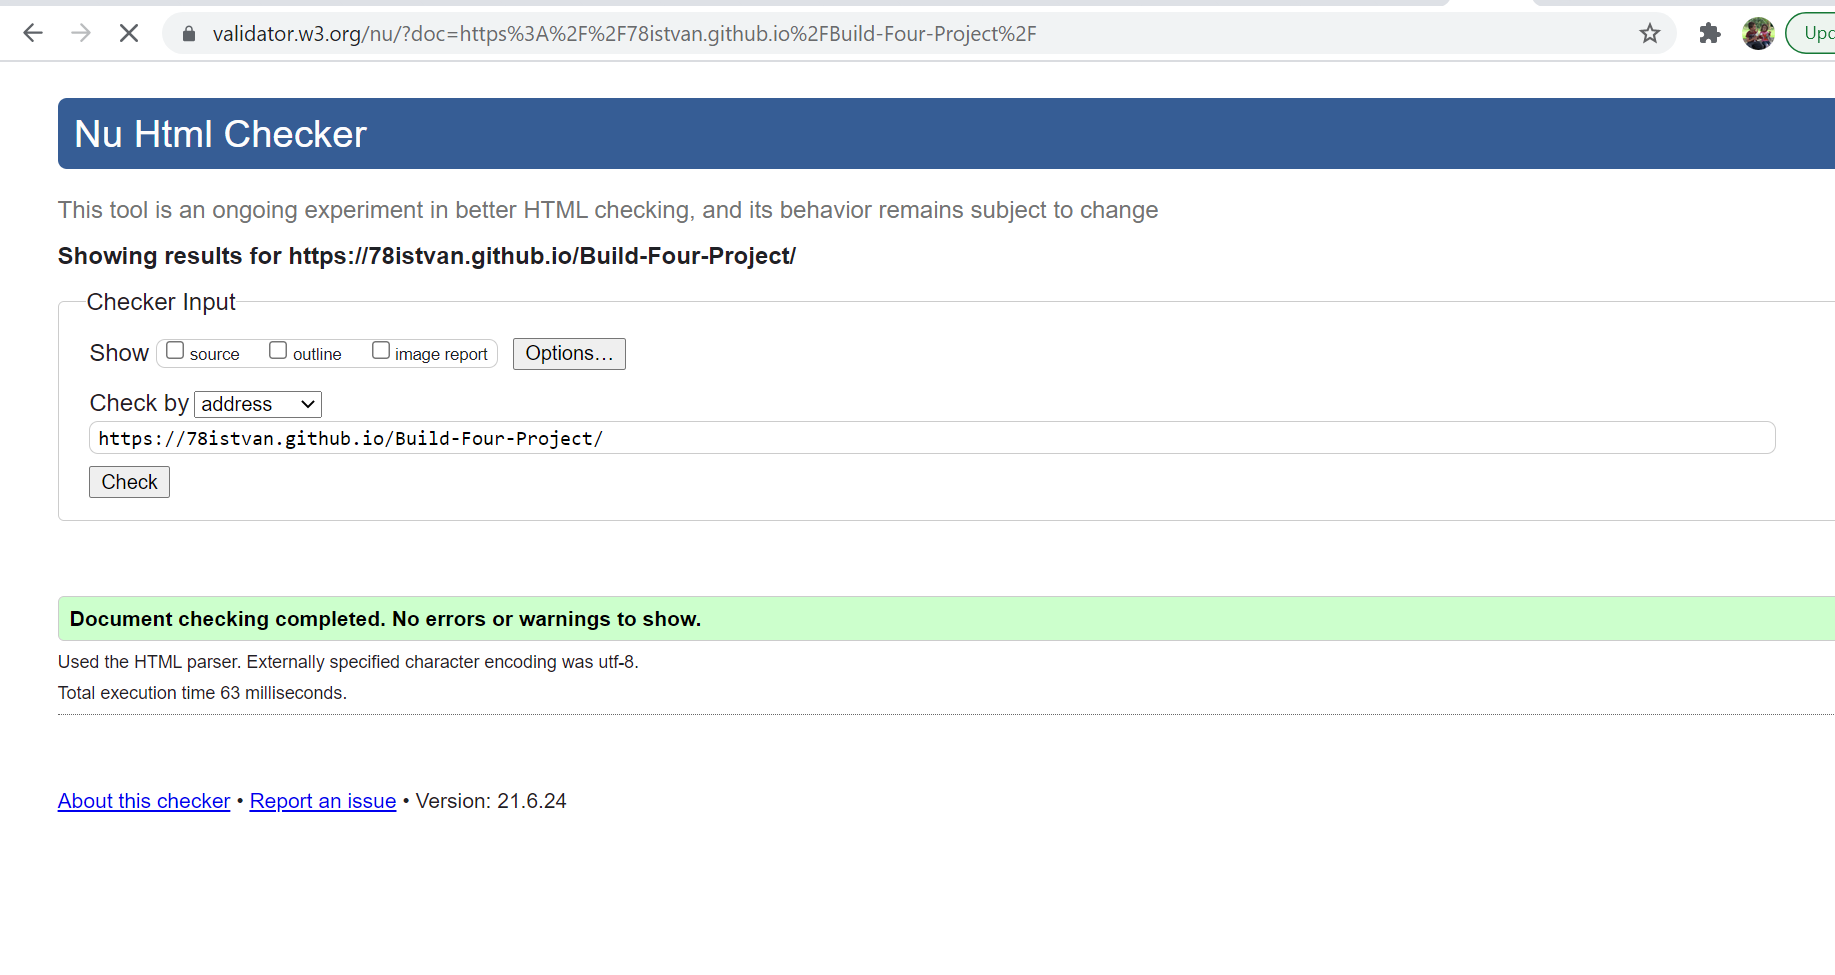 validator.w3.org/nu/?doc=https%3A%2F%2F78istvan.github.io%2FBuild-Four-Project%2F
Nu Html Checker
This tool is an ongoing experiment in better HTML checking, and its behavior remains subject to change
Showing results for https://78istvan.github.io/Build-Four-Project/
Checker Input
Show source outline image report Options...
Check by address
https://78istvan.github.io/Build-Four-Project/
Check
Document checking completed. No errors or warnings to show.
Used the HTML parser. Externally specified character encoding was utf-8.
Total execution time 63 milliseconds.
About this checker • Report an issue • Version: 21.6.24